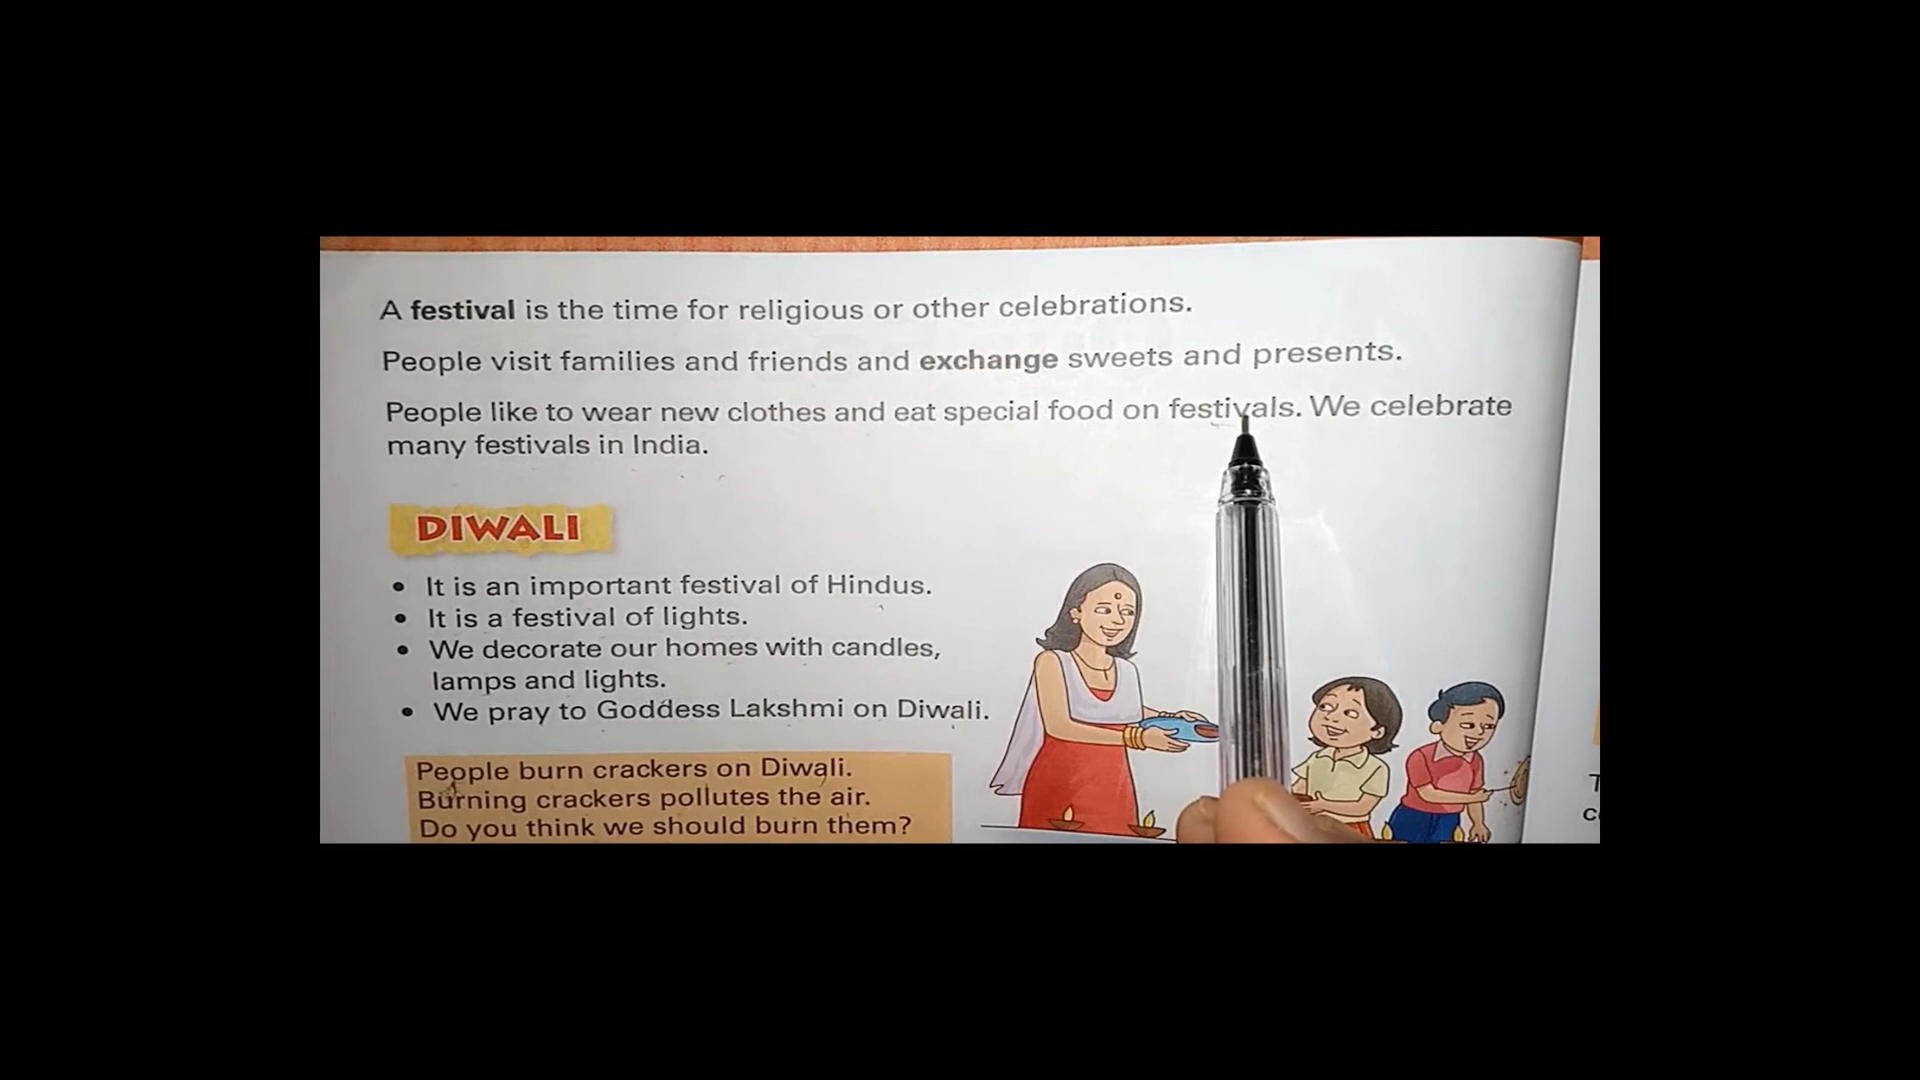 A festival is the time for religious or other celebrations.
People visit families and friends and exchange sweets and presents.
People like to wear new clothes and eat special food on festivals. We celebrate
many festivals in India.
DIWALI
• It is an important festival of Hindus.
• It is a festival of lights.
• We decorate our homes with candles,
lamps and lights.
• We pray to Goddess Lakshmi on Diwali.
People burn crackers on Diwali.
Burning crackers pollutes the air.
Do you think we should burn them?